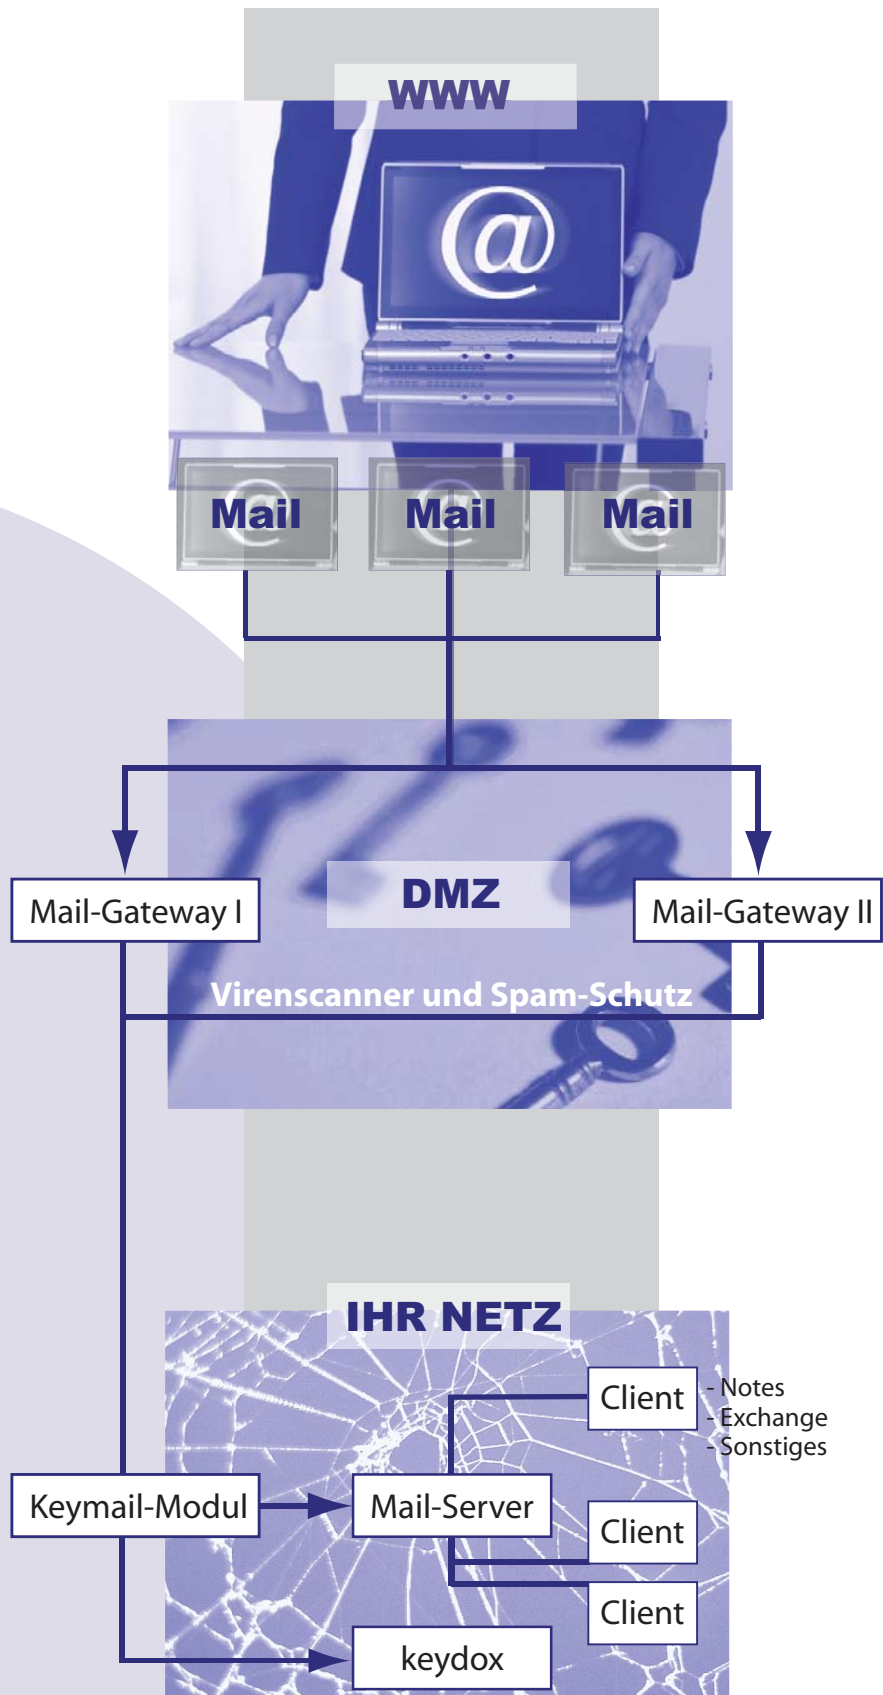 WWW
Mail Mail Mail
Mail-Gateway I
DMZ
Mail-Gateway II
Virenscanner und Spam-Schutz
IHR NETZ
Client
- Notes
- Exchange
- Sonstiges
Keymail-Modul
Mail-Server
Client
Client
keydox